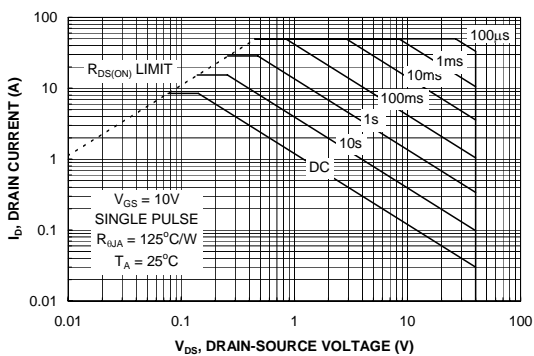 100
10
1
0.1
0.01
I_D, DRAIN CURRENT (A)
R_DS(ON) LIMIT
100μs
1ms
10ms
100ms
1s
10s
DC
V_GS = 10V
SINGLE PULSE
R_θJA = 125°C/W
T_A = 25°C
0.01
0.1
1
10
100
V_DS, DRAIN-SOURCE VOLTAGE (V)